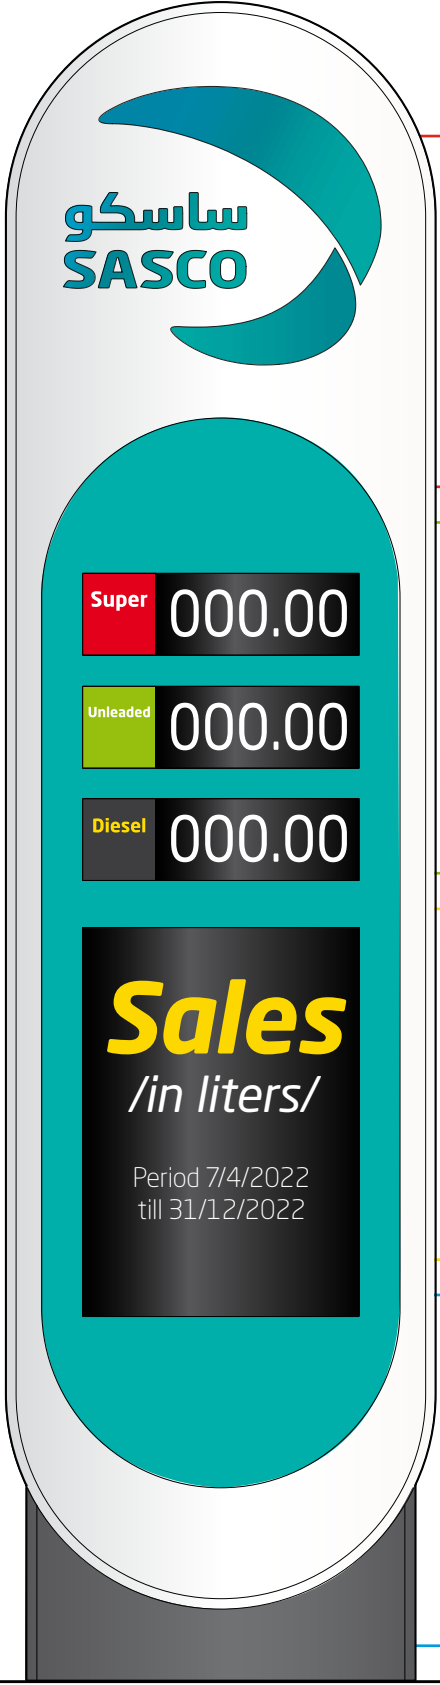 ساسكو
SASCO
Super 000.00
Unleaded 000.00
Diesel 000.00
Sales
/in liters/
Period 7/4/2022
till 31/12/2022